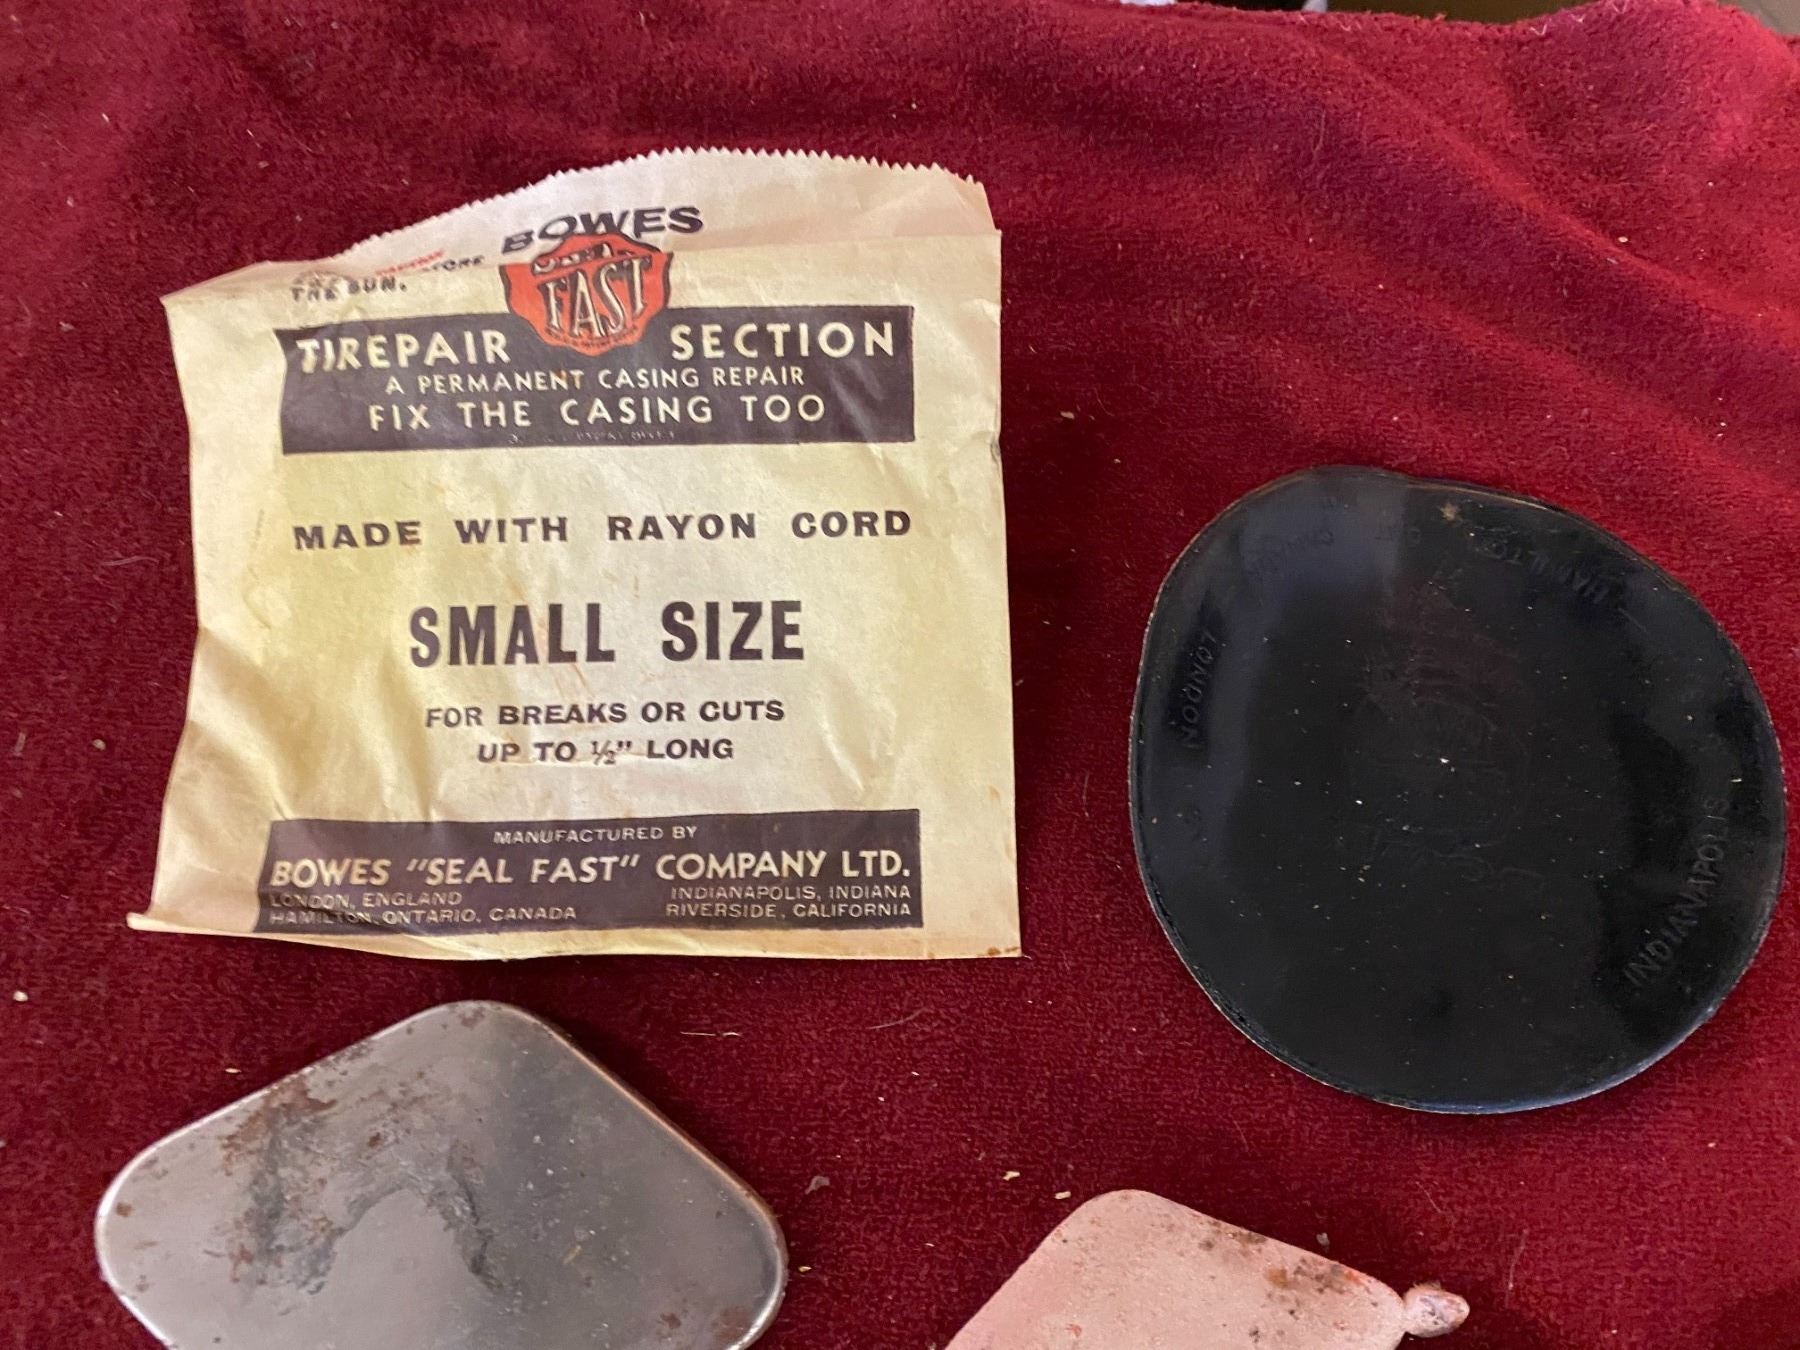 BOWES
FAST
THE GUN.
TIREPAIR SECTION
A PERMANENT CASING REPAIR
FIX THE CASING TOO
MADE WITH RAYON CORD
SMALL SIZE
FOR BREAKS OR CUTS
UP TO ½" LONG
MANUFACTURED BY
BOWES "SEAL FAST" COMPANY LTD.
LONDON, ENGLAND INDIANAPOLIS, INDIANA
HAMILTON, ONTARIO, CANADA RIVERSIDE, CALIFORNIA
HAMILTON
LONDON
INDIANAPOLIS